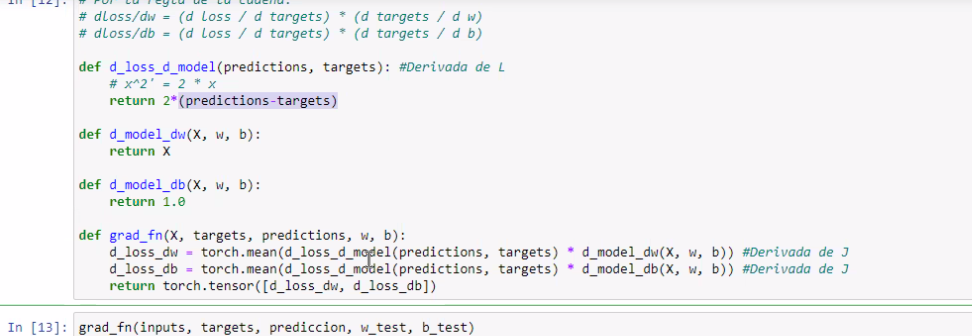 In [12]: # Por la regla de la cadena:
# dloss/dw = (d loss / d targets) * (d targets / d w)
# dloss/db = (d loss / d targets) * (d targets / d b)
def d_loss_d_model(predictions, targets): #Derivada de L
# x^2' = 2 * x
return 2*(predictions-targets)
def d_model_dw(X, w, b):
return X
def d_model_db(X, w, b):
return 1.0
def grad_fn(X, targets, predictions, w, b):
d_loss_dw = torch.mean(d_loss_d_model(predictions, targets) * d_model_dw(X, w, b)) #Derivada de J
d_loss_db = torch.mean(d_loss_d_model(predictions, targets) * d_model_db(X, w, b)) #Derivada de J
return torch.tensor([d_loss_dw, d_loss_db])
In [13]: grad_fn(inputs, targets, prediccion, w_test, b_test)